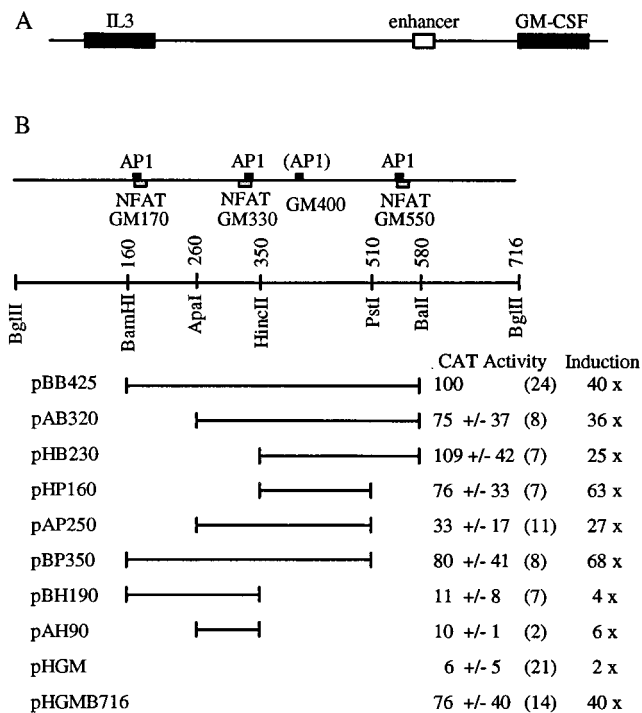 A
IL3 enhancer GM-CSF
B
AP1 AP1 (AP1) AP1
NFAT NFAT GM400 NFAT
GM170 GM330 GM550
160 260 350 510 580 716
BglII BamHI ApaI HincII PstI BalI BglII
CAT Activity Induction
pBB425 100 (24) 40 x
pAB320 75 +/- 37 (8) 36 x
pHB230 109 +/- 42 (7) 25 x
pHP160 76 +/- 33 (7) 63 x
pAP250 33 +/- 17 (11) 27 x
pBP350 80 +/- 41 (8) 68 x
pBH190 11 +/- 8 (7) 4 x
pAH90 10 +/- 1 (2) 6 x
pHGM 6 +/- 5 (21) 2 x
pHGMB716 76 +/- 40 (14) 40 x